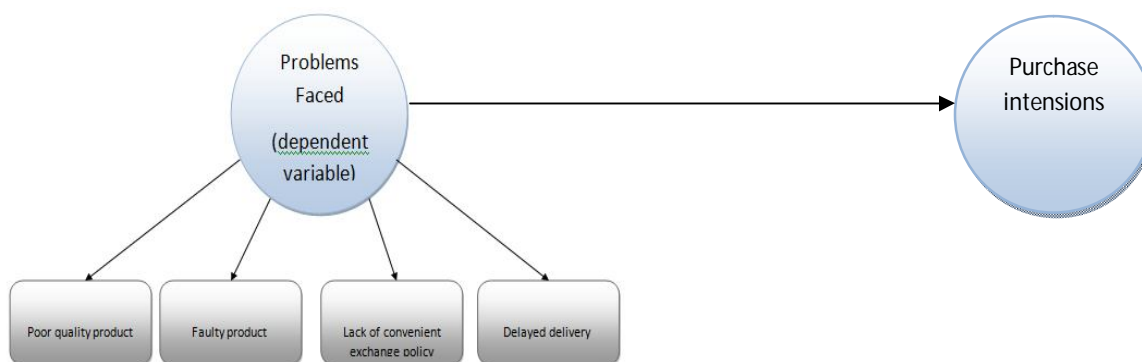 Problems
Faced
(dependent
variable)
Purchase
intensions
Poor quality product
Faulty product
Lack of convenient
exchange policy
Delayed delivery